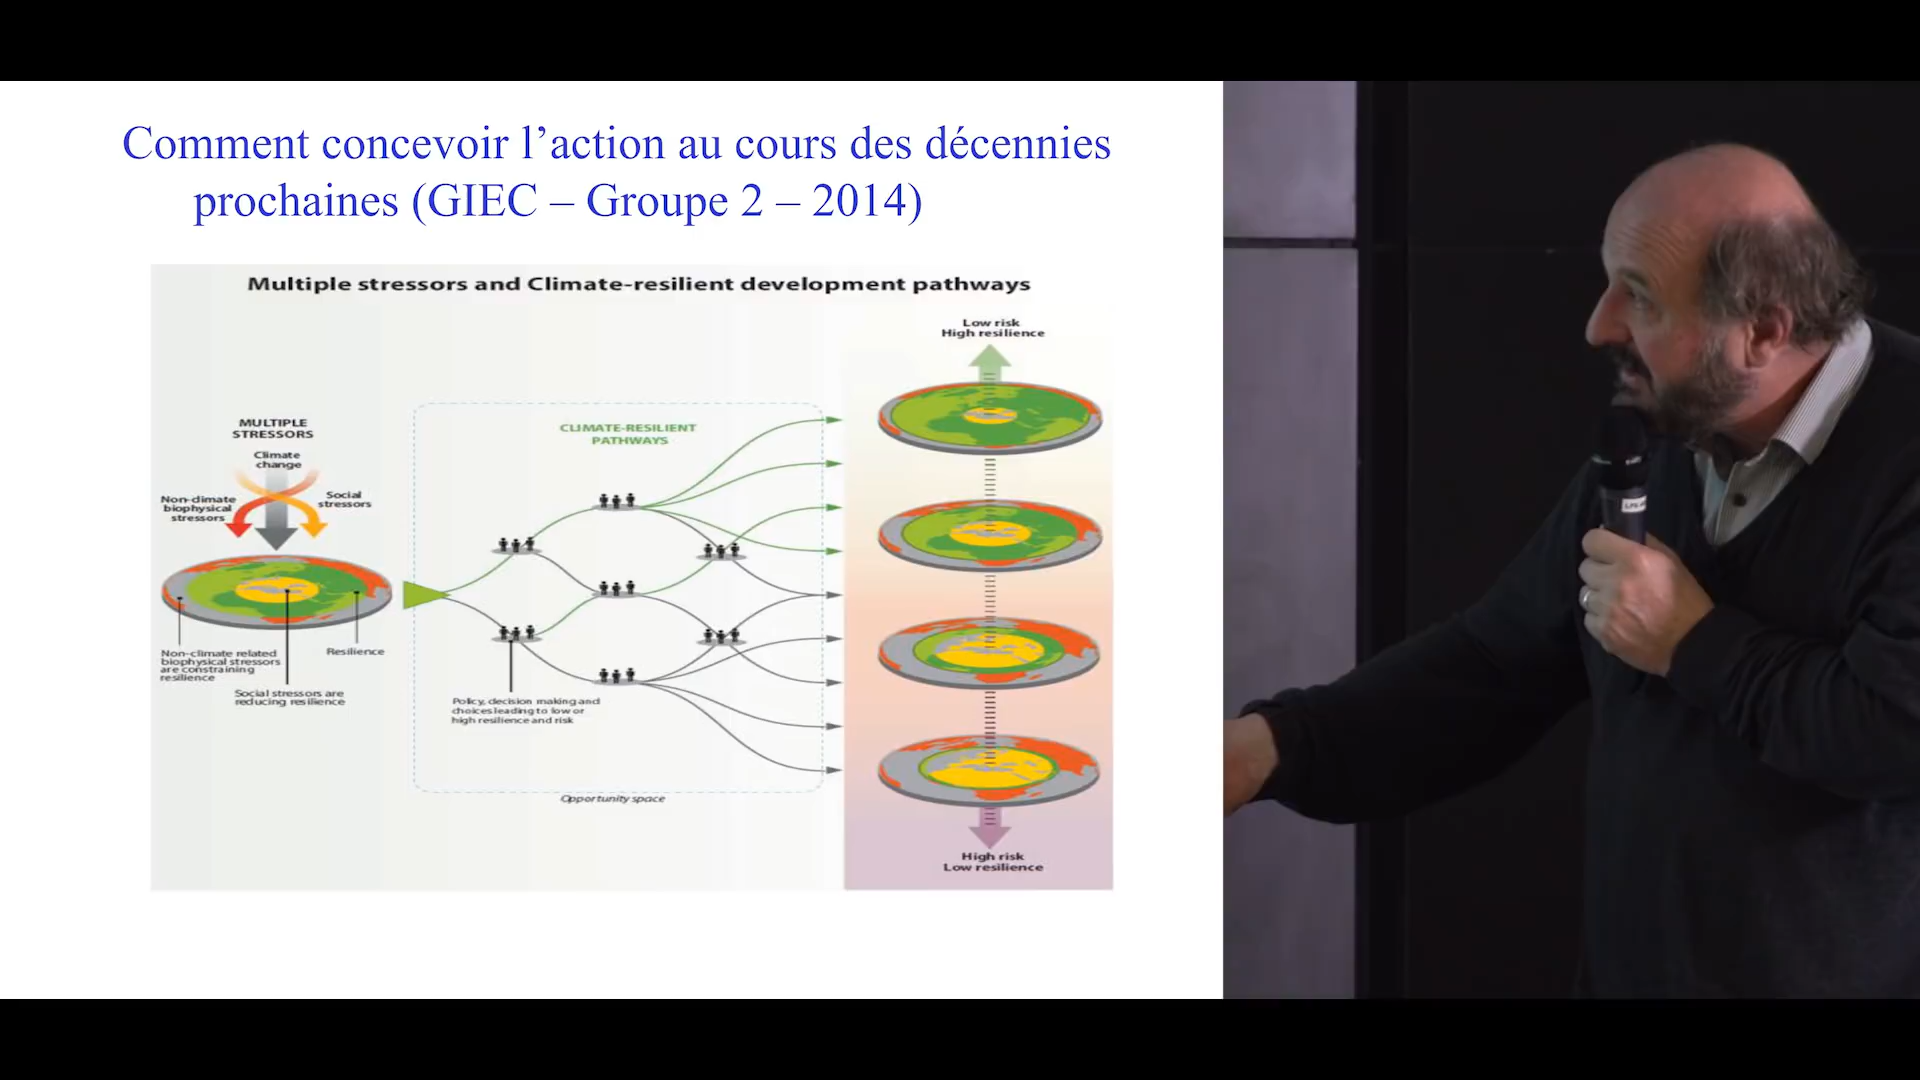 Comment concevoir l’action au cours des décennies
prochaines (GIEC – Groupe 2 – 2014)
Multiple stressors and Climate-resilient development pathways
Low risk
High resilience
MULTIPLE
STRESSORS
Climate
change
Non-climate
biophysical
stressors
Social
stressors
CLIMATE-RESILIENT
PATHWAYS
Non-climate related
biophysical stressors
are constraining
resilience
Resilience
Social stressors are
reducing resilience
Policy, decision making and
choices leading to low or
high resilience and risk
Opportunity space
High risk
Low resilience